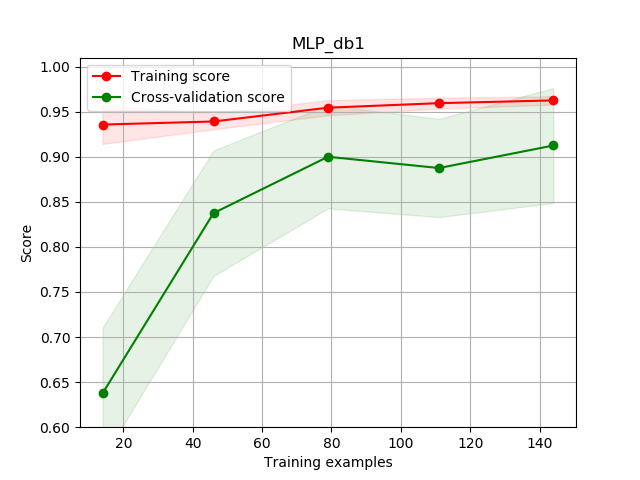 MLP_db1
1.00
0.95
0.90
0.85
0.80
0.75
0.70
0.65
0.60
Score
Training score
Cross-validation score
20 40 60 80 100 120 140
Training examples